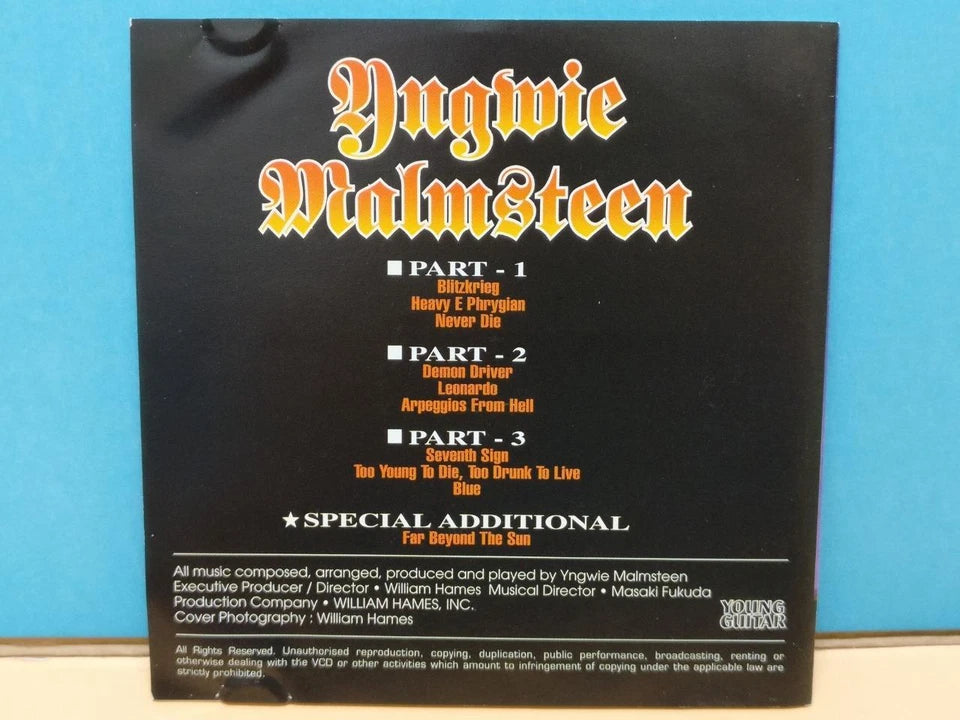 Yngwie
Malmsteen
■ PART - 1
Blitzkrieg
Heavy E Phrygian
Never Die
■ PART - 2
Demon Driver
Leonardo
Arpeggios From Hell
■ PART - 3
Seventh Sign
Too Young To Die, Too Drunk To Live
Blue
★ SPECIAL ADDITIONAL
Far Beyond The Sun
All music composed, arranged, produced and played by Yngwie Malmsteen
Executive Producer / Director • William Hames Musical Director • Masaki Fukuda
Production Company • WILLIAM HAMES, INC.
Cover Photography : William Hames
YOUNG
GUITAR
All Rights Reserved. Unauthorised reproduction, copying, duplication, public performance, broadcasting, renting or
otherwise dealing with the VCD or other activities which amount to infringement of copying under the applicable law are
strictly prohibited.